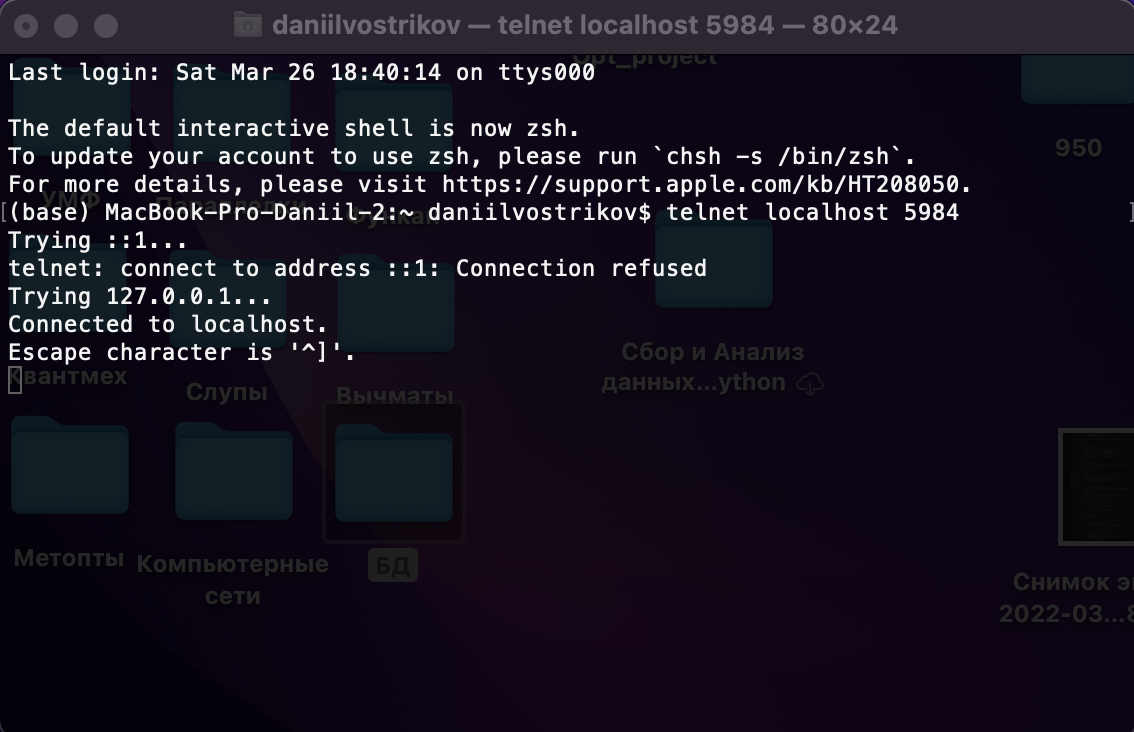 daniilvostrikov — telnet localhost 5984 — 80×24
Last login: Sat Mar 26 18:40:14 on ttys000
The default interactive shell is now zsh.
To update your account to use zsh, please run `chsh -s /bin/zsh`.
For more details, please visit https://support.apple.com/kb/HT208050.
(base) MacBook-Pro-Daniil-2:~ daniilvostrikov$ telnet localhost 5984
Trying ::1...
telnet: connect to address ::1: Connection refused
Trying 127.0.0.1...
Connected to localhost.
Escape character is '^]'.
Opt_project
950
УМФ
Сбор и Анализ
данных...ython
Квантмех
Слупы
Вычматы
Метопты
Компьютерные
сети
БД
Снимок э
2022-03...8